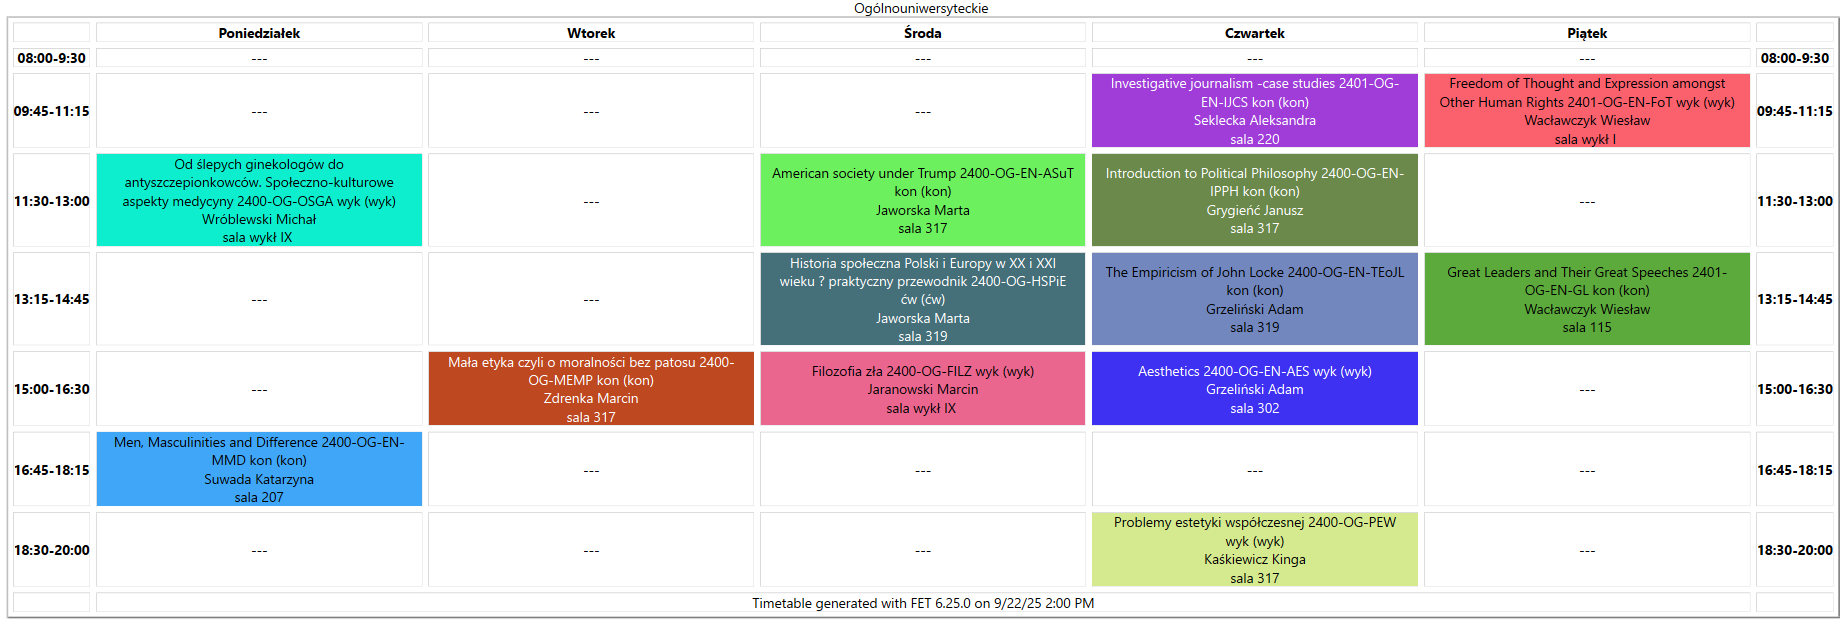 Ogólnouniwersyteckie
Poniedziałek
Wtorek
Środa
Czwartek
Piątek
08:00-9:30
---
---
---
---
---
08:00-9:30
09:45-11:15
---
---
---
Investigative journalism -case studies 2401-OG-
EN-IJCS kon (kon)
Seklecka Aleksandra
sala 220
Freedom of Thought and Expression amongst
Other Human Rights 2401-OG-EN-FoT wyk (wyk)
Wacławczyk Wiesław
sala wykł I
09:45-11:15
11:30-13:00
Od ślepych ginekologów do
antyszczepionkowców. Społeczno-kulturowe
aspekty medycyny 2400-OG-OSGA wyk (wyk)
Wróblewski Michał
sala wykł IX
---
American society under Trump 2400-OG-EN-ASuT
kon (kon)
Jaworska Marta
sala 317
Introduction to Political Philosophy 2400-OG-EN-
IPPH kon (kon)
Grygieńć Janusz
sala 317
---
11:30-13:00
13:15-14:45
---
---
Historia społeczna Polski i Europy w XX i XXI
wieku ? praktyczny przewodnik 2400-OG-HSPiE
ćw (ćw)
Jaworska Marta
sala 319
The Empiricism of John Locke 2400-OG-EN-TEoJL
kon (kon)
Grzeliński Adam
sala 319
Great Leaders and Their Great Speeches 2401-
OG-EN-GL kon (kon)
Wacławczyk Wiesław
sala 115
13:15-14:45
15:00-16:30
---
Mała etyka czyli o moralności bez patosu 2400-
OG-MEMP kon (kon)
Zdrenka Marcin
sala 317
Filozofia zła 2400-OG-FILZ wyk (wyk)
Jaranowski Marcin
sala wykł IX
Aesthetics 2400-OG-EN-AES wyk (wyk)
Grzeliński Adam
sala 302
---
15:00-16:30
16:45-18:15
Men, Masculinities and Difference 2400-OG-EN-
MMD kon (kon)
Suwada Katarzyna
sala 207
---
---
---
---
16:45-18:15
18:30-20:00
---
---
---
Problemy estetyki współczesnej 2400-OG-PEW
wyk (wyk)
Kaśkiewicz Kinga
sala 317
---
18:30-20:00
Timetable generated with FET 6.25.0 on 9/22/25 2:00 PM